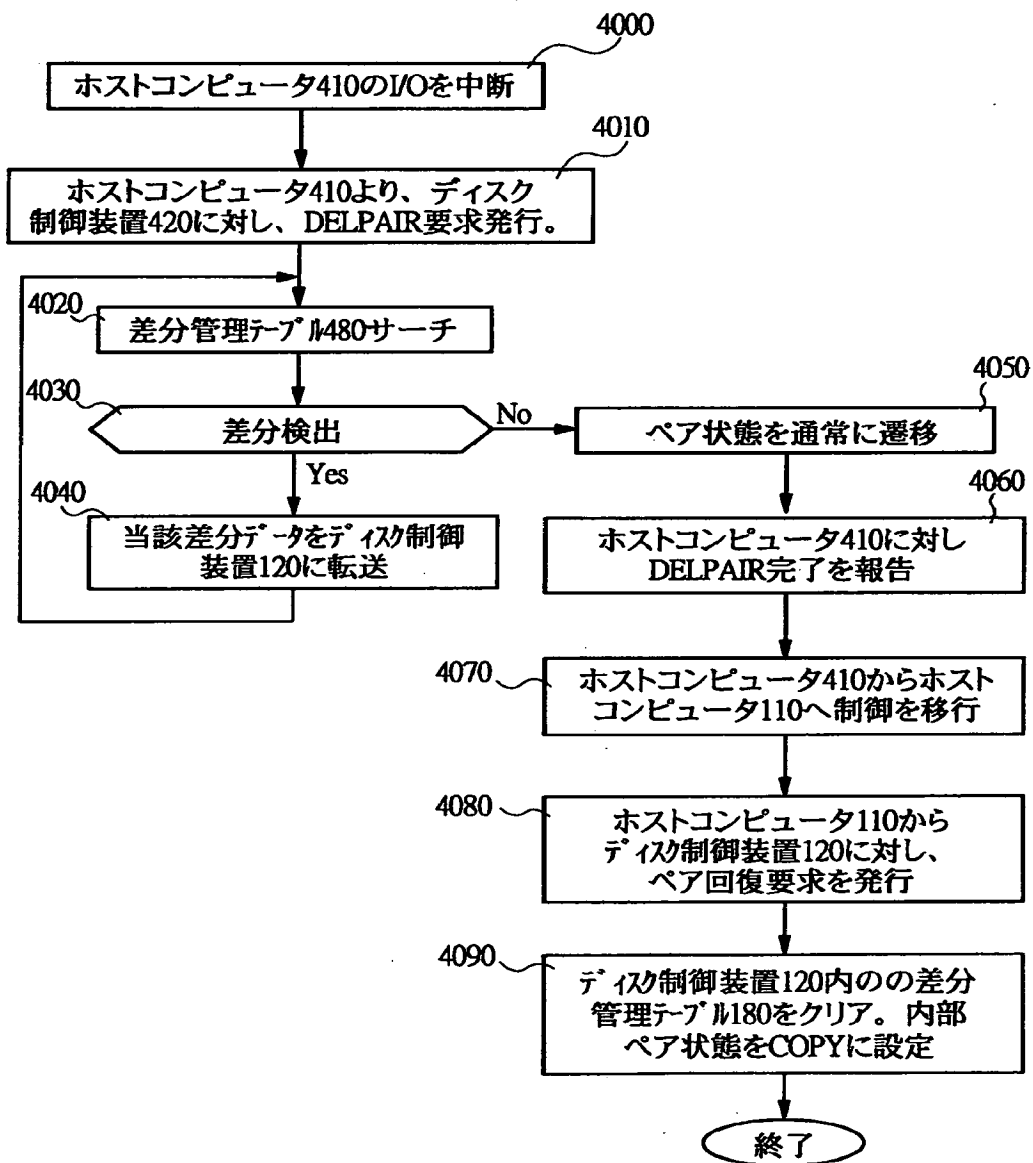 4000
ホストコンピュータ410のI/Oを中断
4010
ホストコンピュータ410より、ディスク
制御装置420に対し、DELPAIR要求発行。
4020
差分管理テーブル480サーチ
4030
差分検出
No
Yes
4040
当該差分データをディスク制御
装置120に転送
4050
ペア状態を通常に遷移
4060
ホストコンピュータ410に対し
DELPAIR完了を報告
4070
ホストコンピュータ410からホスト
コンピュータ110へ制御を移行
4080
ホストコンピュータ110から
ディスク制御装置120に対し、
ペア回復要求を発行
4090
ディスク制御装置120内のの差分
管理テーブル180をクリア。内部
ペア状態をCOPYに設定
終了